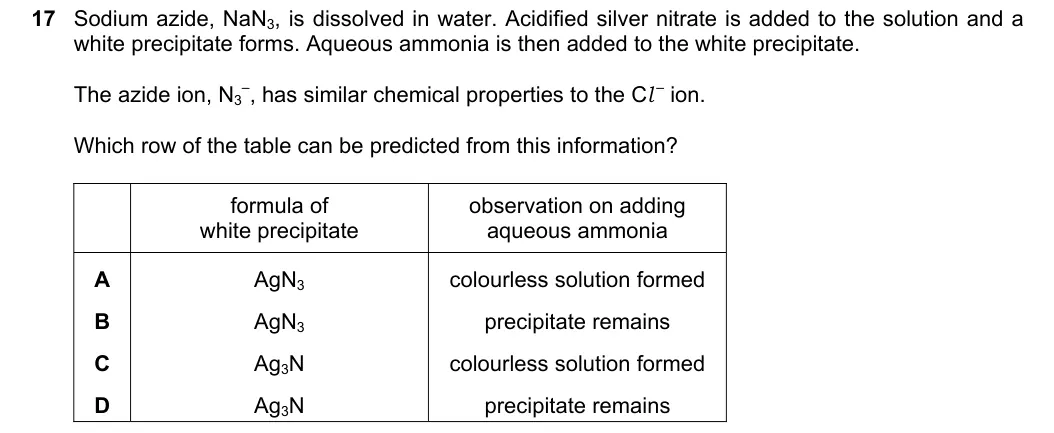 17 Sodium azide, NaN₃, is dissolved in water. Acidified silver nitrate is added to the solution and a
white precipitate forms. Aqueous ammonia is then added to the white precipitate.
The azide ion, N₃⁻, has similar chemical properties to the Cl⁻ ion.
Which row of the table can be predicted from this information?
formula of white precipitate | observation on adding aqueous ammonia
A AgN₃ colourless solution formed
B AgN₃ precipitate remains
C Ag₃N colourless solution formed
D Ag₃N precipitate remains